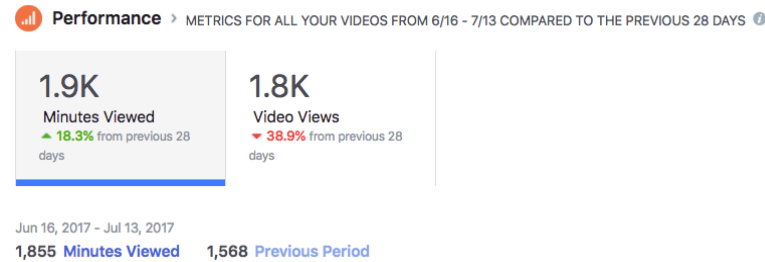 Performance > METRICS FOR ALL YOUR VIDEOS FROM 6/16 - 7/13 COMPARED TO THE PREVIOUS 28 DAYS i
1.9K
Minutes Viewed
18.3% from previous 28
days
1.8K
Video Views
38.9% from previous 28
days
Jun 16, 2017 - Jul 13, 2017
1,855 Minutes Viewed 1,568 Previous Period